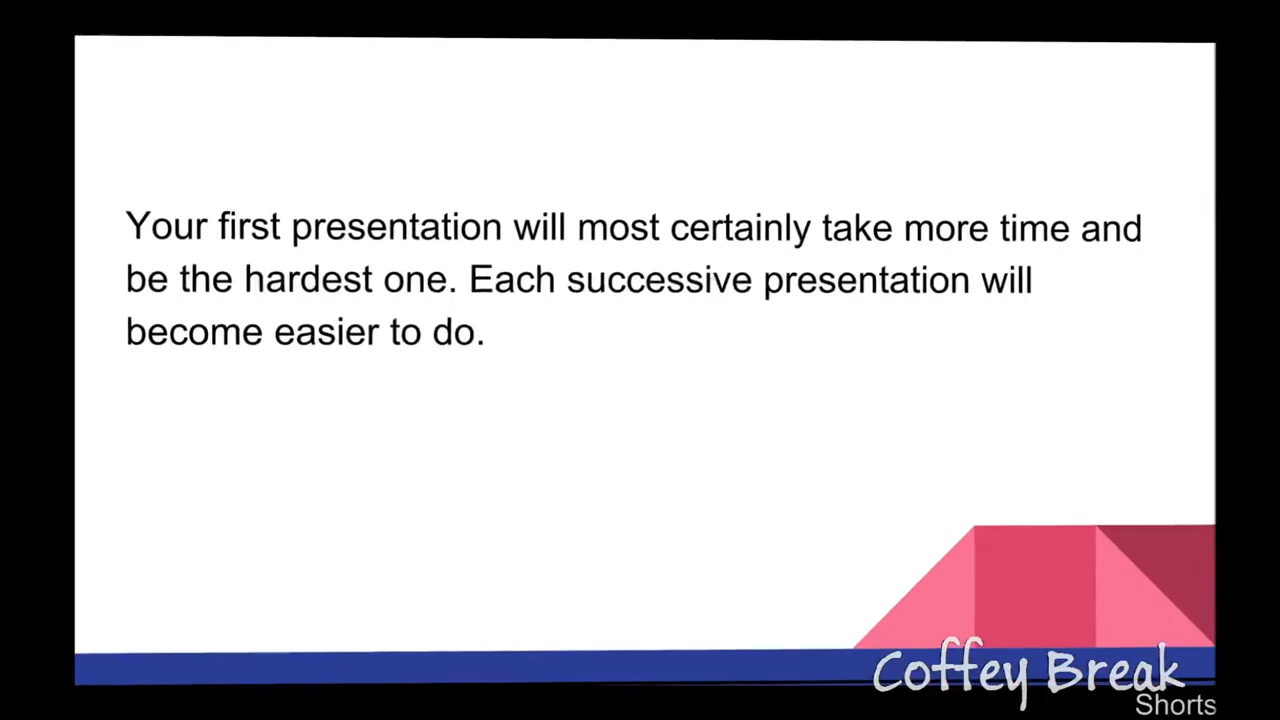 Your first presentation will most certainly take more time and
be the hardest one. Each successive presentation will
become easier to do.
Coffey Break
Shorts